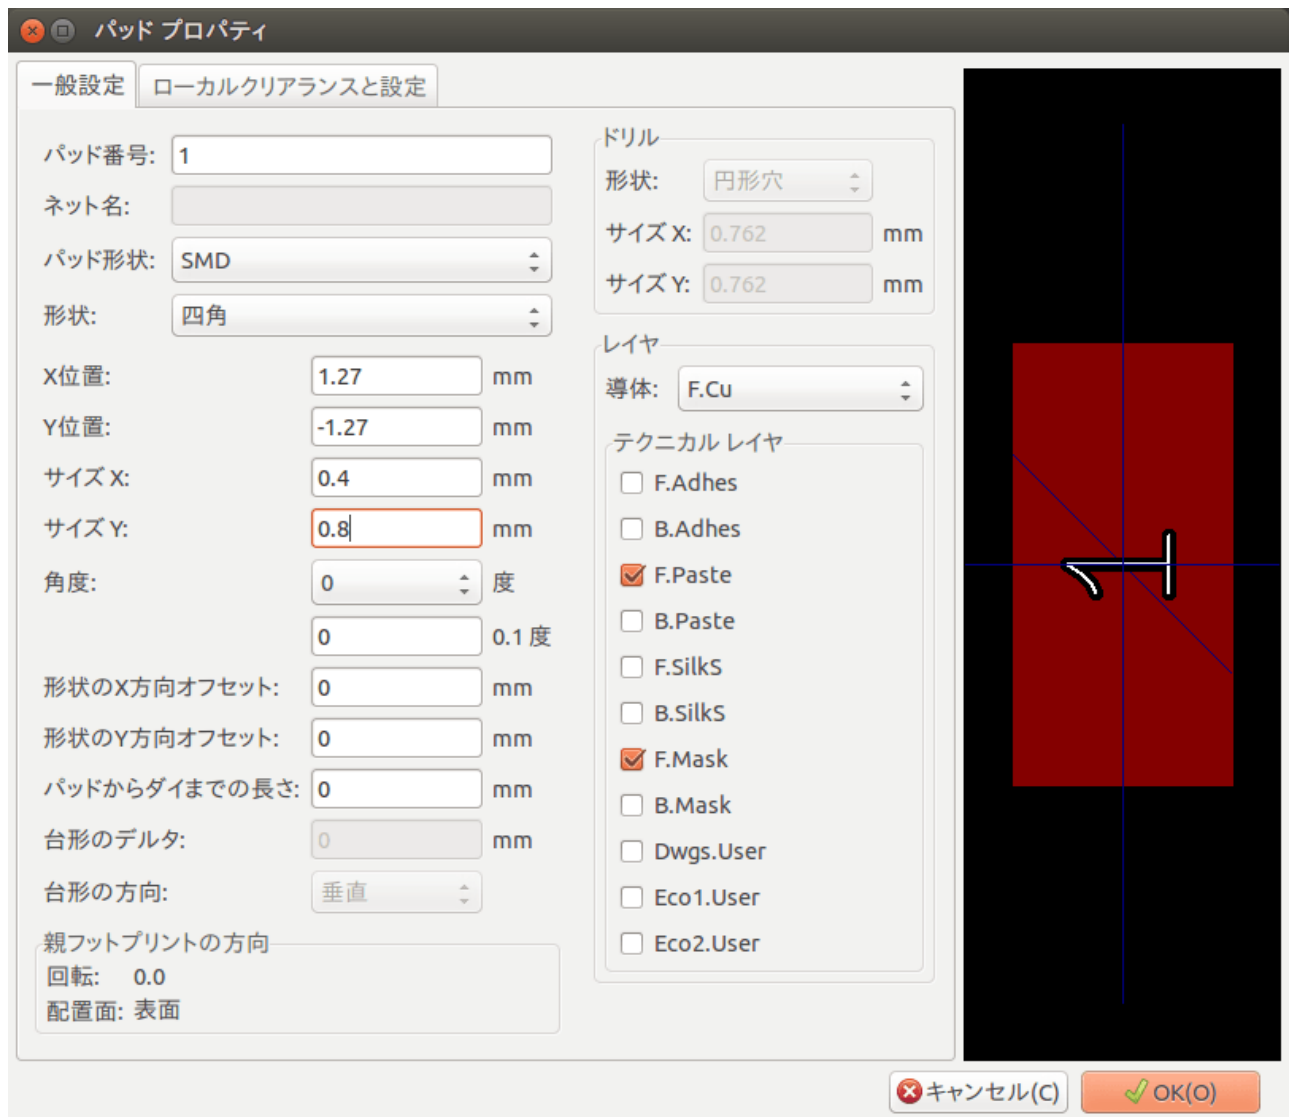 パッド プロパティ
一般設定
ローカルクリアランスと設定
パッド番号: 1
ネット名:
パッド形状: SMD
形状: 四角
X位置: 1.27 mm
Y位置: -1.27 mm
サイズ X: 0.4 mm
サイズ Y: 0.8 mm
角度: 0 度
0 0.1 度
形状のX方向オフセット: 0 mm
形状のY方向オフセット: 0 mm
パッドからダイまでの長さ: 0 mm
台形のデルタ: 0 mm
台形の方向: 垂直
親フットプリントの方向
回転: 0.0
配置面: 表面
ドリル
形状: 円形穴
サイズ X: 0.762 mm
サイズ Y: 0.762 mm
レイヤ
導体: F.Cu
テクニカル レイヤ
F.Adhes
B.Adhes
F.Paste
B.Paste
F.SilkS
B.SilkS
F.Mask
B.Mask
Dwgs.User
Eco1.User
Eco2.User
1
キャンセル(C)
OK(O)